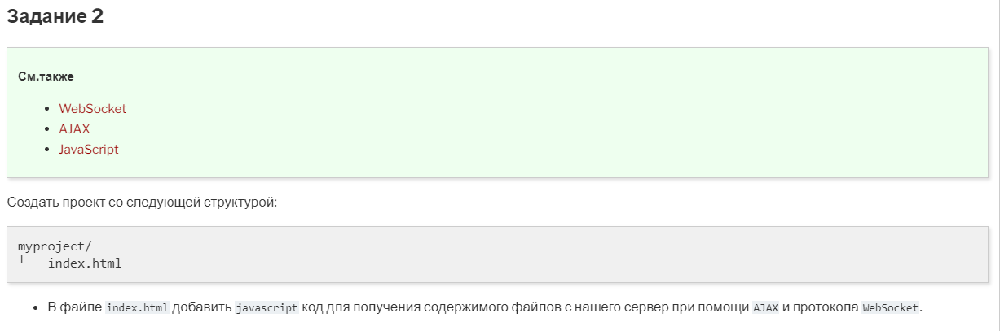 Задание 2
См.также
WebSocket
AJAX
JavaScript
Создать проект со следующей структурой:
myproject/
└── index.html
В файле index.html добавить javascript код для получения содержимого файлов с нашего сервер при помощи AJAX и протокола WebSocket.